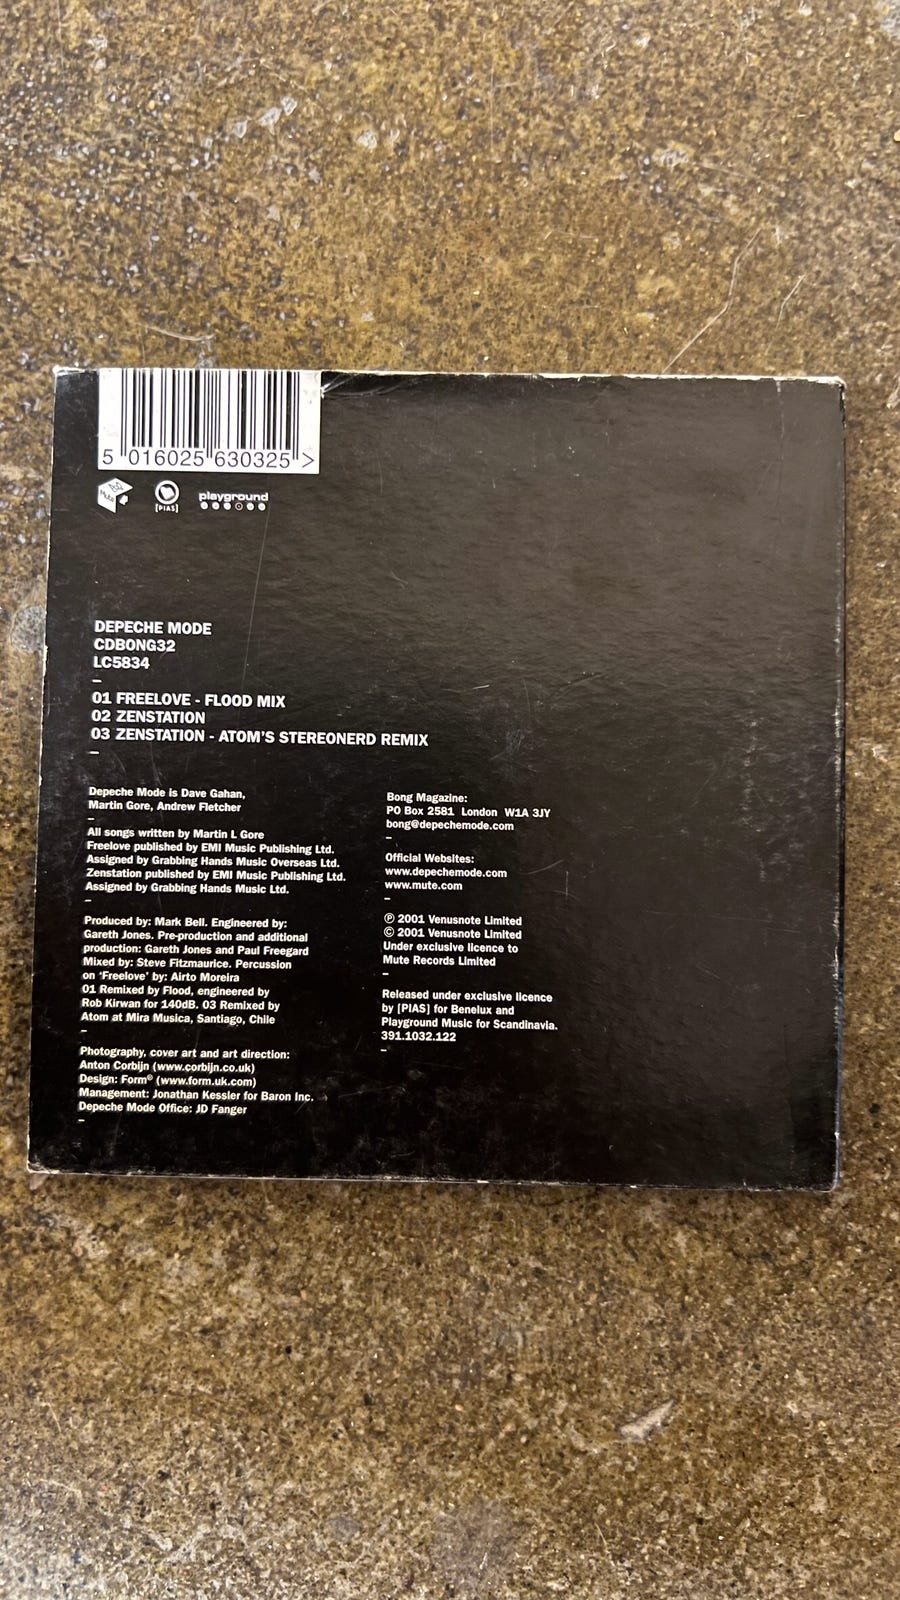 5 016025 630325 >
Mute
[PIAS]
playground
DEPECHE MODE
CDBONG32
LC5834
–
01 FREELOVE - FLOOD MIX
02 ZENSTATION
03 ZENSTATION - ATOM'S STEREONERD REMIX
–
Depeche Mode is Dave Gahan,
Martin Gore, Andrew Fletcher
–
All songs written by Martin L Gore
Freelove published by EMI Music Publishing Ltd.
Assigned by Grabbing Hands Music Overseas Ltd.
Zenstation published by EMI Music Publishing Ltd.
Assigned by Grabbing Hands Music Ltd.
–
Produced by: Mark Bell. Engineered by:
Gareth Jones. Pre-production and additional
production: Gareth Jones and Paul Freegard
Mixed by: Steve Fitzmaurice. Percussion
on 'Freelove' by: Airto Moreira
01 Remixed by Flood, engineered by
Rob Kirwan for 140dB. 03 Remixed by
Atom at Mira Musica, Santiago, Chile
–
Photography, cover art and art direction:
Anton Corbijn (www.corbijn.co.uk)
Design: Form® (www.form.uk.com)
Management: Jonathan Kessler for Baron Inc.
Depeche Mode Office: JD Fanger
–
Bong Magazine:
PO Box 2581 London W1A 3JY
bong@depechemode.com
–
Official Websites:
www.depechemode.com
www.mute.com
–
℗ 2001 Venusnote Limited
© 2001 Venusnote Limited
Under exclusive licence to
Mute Records Limited
–
Released under exclusive licence
by [PIAS] for Benelux and
Playground Music for Scandinavia.
391.1032.122
–